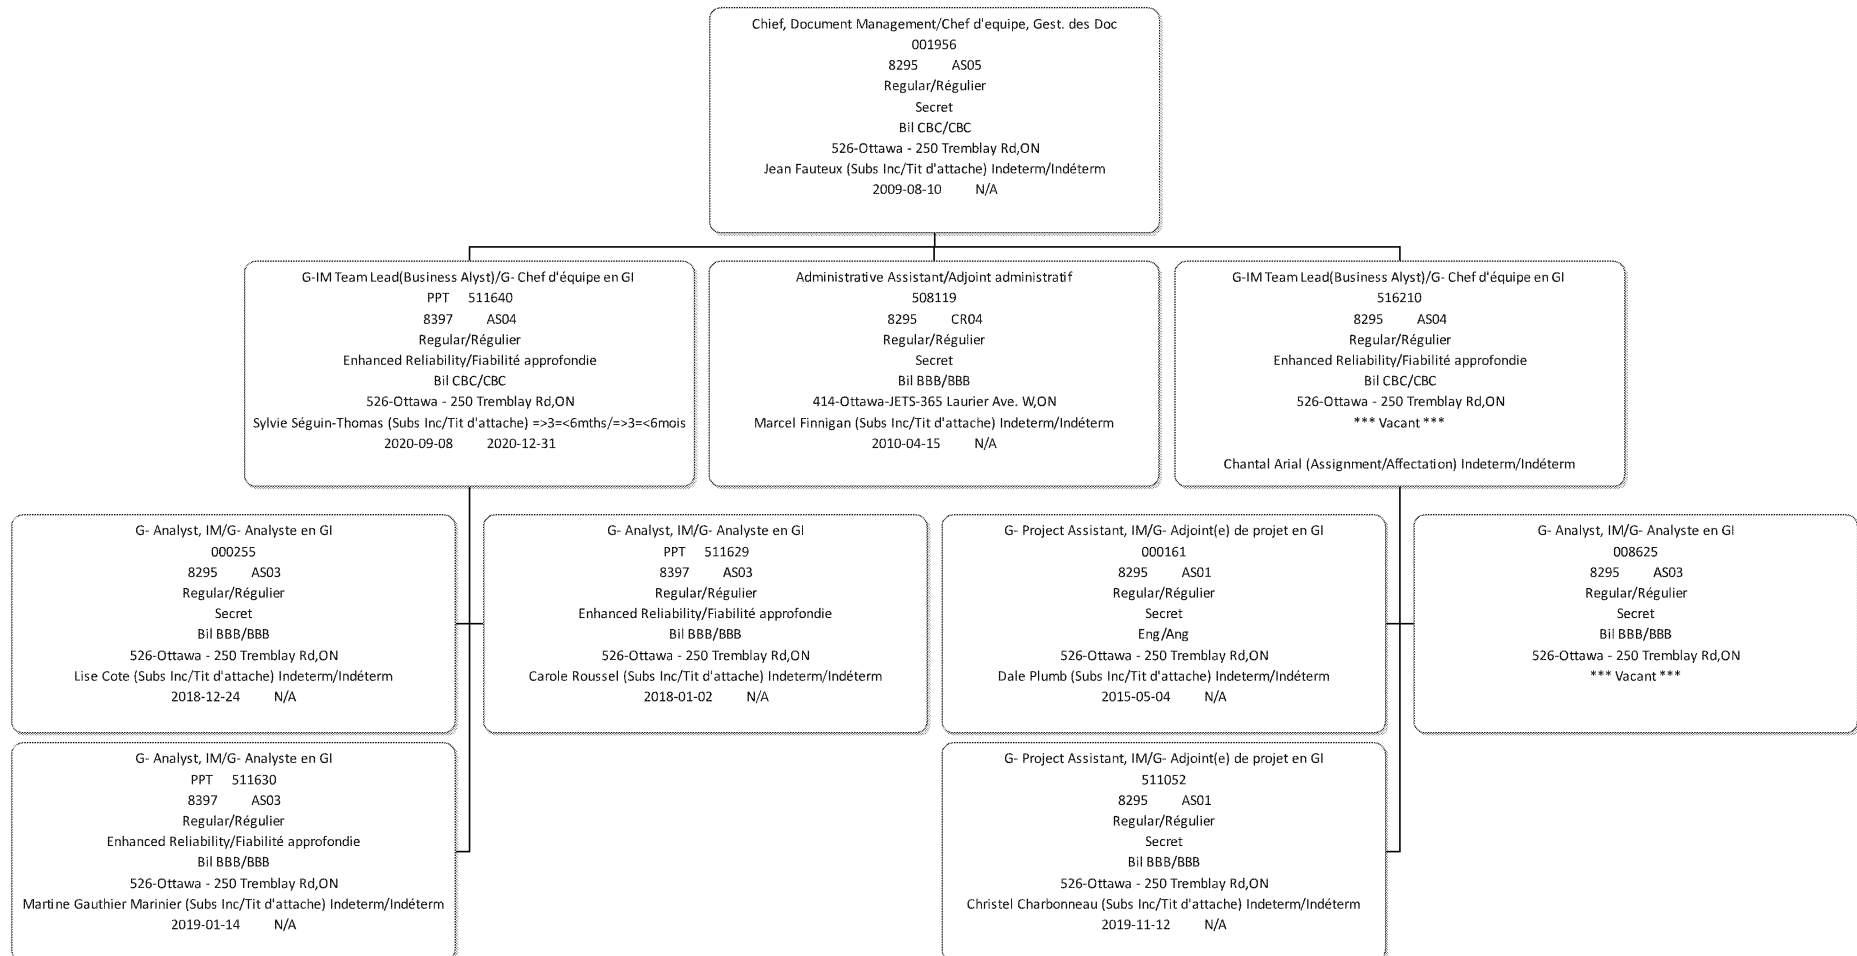 Chief, Document Management/Chef d'equipe, Gest. des Doc
001956
8295 AS05
Regular/Régulier
Secret
Bil CBC/CBC
526-Ottawa - 250 Tremblay Rd,ON
Jean Fauteux (Subs Inc/Tit d'attache) Indeterm/Indéterm
2009-08-10 N/A
G-IM Team Lead(Business Alyst)/G- Chef d'équipe en GI
PPT 511640
8397 AS04
Regular/Régulier
Enhanced Reliability/Fiabilité approfondie
Bil CBC/CBC
526-Ottawa - 250 Tremblay Rd,ON
Sylvie Séguin-Thomas (Subs Inc/Tit d'attache) =>3=<6mths/=>3=<6mois
2020-09-08 2020-12-31
Administrative Assistant/Adjoint administratif
508119
8295 CR04
Regular/Régulier
Secret
Bil BBB/BBB
414-Ottawa-JETS-365 Laurier Ave. W,ON
Marcel Finnigan (Subs Inc/Tit d'attache) Indeterm/Indéterm
2010-04-15 N/A
G-IM Team Lead(Business Alyst)/G- Chef d'équipe en GI
516210
8295 AS04
Regular/Régulier
Enhanced Reliability/Fiabilité approfondie
Bil CBC/CBC
526-Ottawa - 250 Tremblay Rd,ON
*** Vacant ***
Chantal Arial (Assignment/Affectation) Indeterm/Indéterm
G- Analyst, IM/G- Analyste en GI
000255
8295 AS03
Regular/Régulier
Secret
Bil BBB/BBB
526-Ottawa - 250 Tremblay Rd,ON
Lise Cote (Subs Inc/Tit d'attache) Indeterm/Indéterm
2018-12-24 N/A
G- Analyst, IM/G- Analyste en GI
PPT 511629
8397 AS03
Regular/Régulier
Enhanced Reliability/Fiabilité approfondie
Bil BBB/BBB
526-Ottawa - 250 Tremblay Rd,ON
Carole Roussel (Subs Inc/Tit d'attache) Indeterm/Indéterm
2018-01-02 N/A
G- Project Assistant, IM/G- Adjoint(e) de projet en GI
000161
8295 AS01
Regular/Régulier
Secret
Eng/Ang
526-Ottawa - 250 Tremblay Rd,ON
Dale Plumb (Subs Inc/Tit d'attache) Indeterm/Indéterm
2015-05-04 N/A
G- Analyst, IM/G- Analyste en GI
008625
8295 AS03
Regular/Régulier
Secret
Bil BBB/BBB
526-Ottawa - 250 Tremblay Rd,ON
*** Vacant ***
G- Analyst, IM/G- Analyste en GI
PPT 511630
8397 AS03
Regular/Régulier
Enhanced Reliability/Fiabilité approfondie
Bil BBB/BBB
526-Ottawa - 250 Tremblay Rd,ON
Martine Gauthier Marinier (Subs Inc/Tit d'attache) Indeterm/Indéterm
2019-01-14 N/A
G- Project Assistant, IM/G- Adjoint(e) de projet en GI
511052
8295 AS01
Regular/Régulier
Secret
Bil BBB/BBB
526-Ottawa - 250 Tremblay Rd,ON
Christel Charbonneau (Subs Inc/Tit d'attache) Indeterm/Indéterm
2019-11-12 N/A